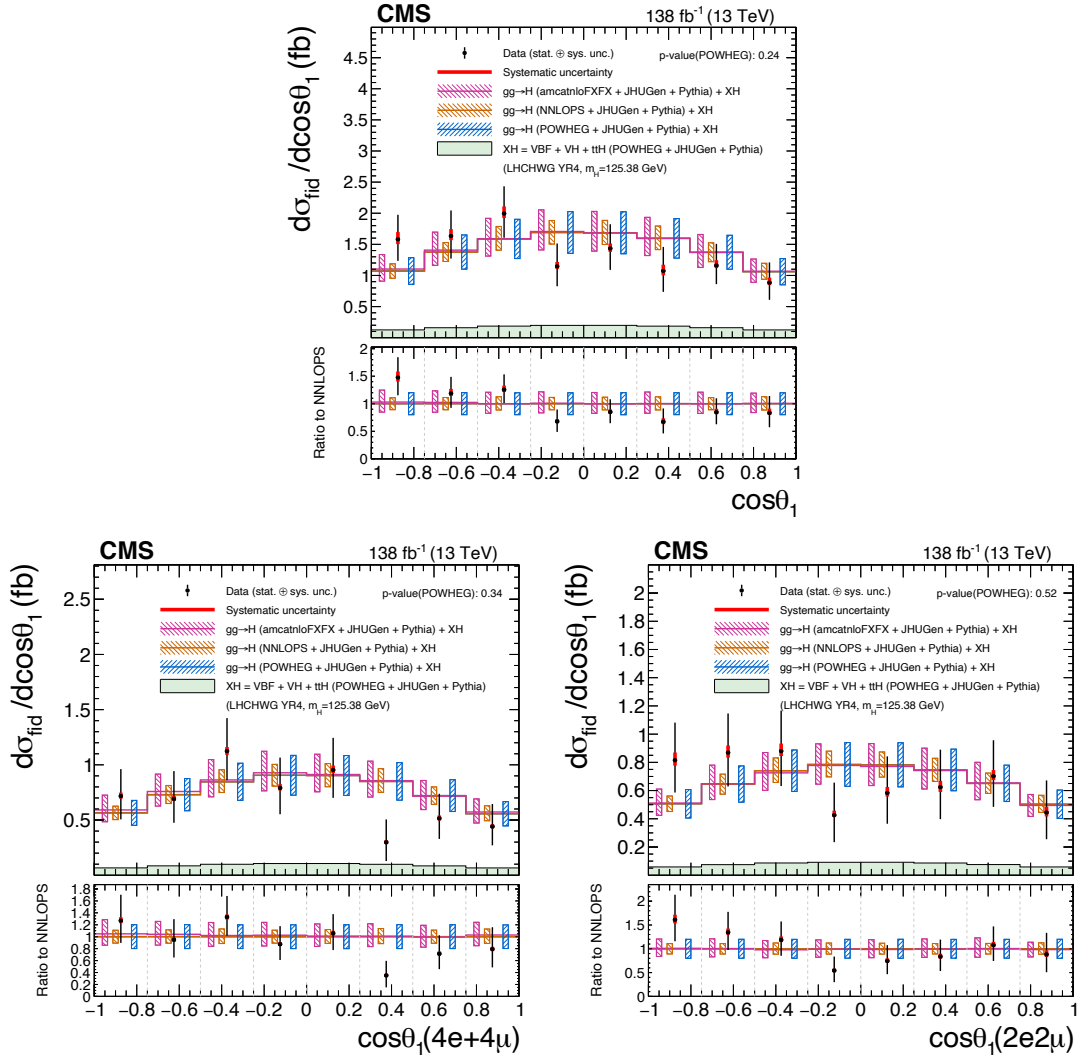 CMS 138 fb⁻¹ (13 TeV)
dσ_fid /dcosθ₁ (fb)
Data (stat. ⊕ sys. unc.) p-value(POWHEG): 0.24
Systematic uncertainty
gg→H (amcatnloFXFX + JHUGen + Pythia) + XH
gg→H (NNLOPS + JHUGen + Pythia) + XH
gg→H (POWHEG + JHUGen + Pythia) + XH
XH = VBF + VH + ttH (POWHEG + JHUGen + Pythia)
(LHCHWG YR4, m_H=125.38 GeV)
4.5
4
3.5
3
2.5
2
1.5
1
0.5
Ratio to NNLOPS
2
1.5
1
0.5
0
−1 −0.8 −0.6 −0.4 −0.2 0 0.2 0.4 0.6 0.8 1
cosθ₁
CMS 138 fb⁻¹ (13 TeV)
dσ_fid /dcosθ₁ (fb)
Data (stat. ⊕ sys. unc.) p-value(POWHEG): 0.34
Systematic uncertainty
gg→H (amcatnloFXFX + JHUGen + Pythia) + XH
gg→H (NNLOPS + JHUGen + Pythia) + XH
gg→H (POWHEG + JHUGen + Pythia) + XH
XH = VBF + VH + ttH (POWHEG + JHUGen + Pythia)
(LHCHWG YR4, m_H=125.38 GeV)
2.5
2
1.5
1
0.5
Ratio to NNLOPS
1.8
1.6
1.4
1.2
1
0.8
0.6
0.4
0.2
0
−1 −0.8 −0.6 −0.4 −0.2 0 0.2 0.4 0.6 0.8 1
cosθ₁(4e+4μ)
CMS 138 fb⁻¹ (13 TeV)
dσ_fid /dcosθ₁ (fb)
Data (stat. ⊕ sys. unc.) p-value(POWHEG): 0.52
Systematic uncertainty
gg→H (amcatnloFXFX + JHUGen + Pythia) + XH
gg→H (NNLOPS + JHUGen + Pythia) + XH
gg→H (POWHEG + JHUGen + Pythia) + XH
XH = VBF + VH + ttH (POWHEG + JHUGen + Pythia)
(LHCHWG YR4, m_H=125.38 GeV)
2
1.8
1.6
1.4
1.2
1
0.8
0.6
0.4
0.2
Ratio to NNLOPS
2
1.5
1
0.5
0
−1 −0.8 −0.6 −0.4 −0.2 0 0.2 0.4 0.6 0.8 1
cosθ₁(2e2μ)